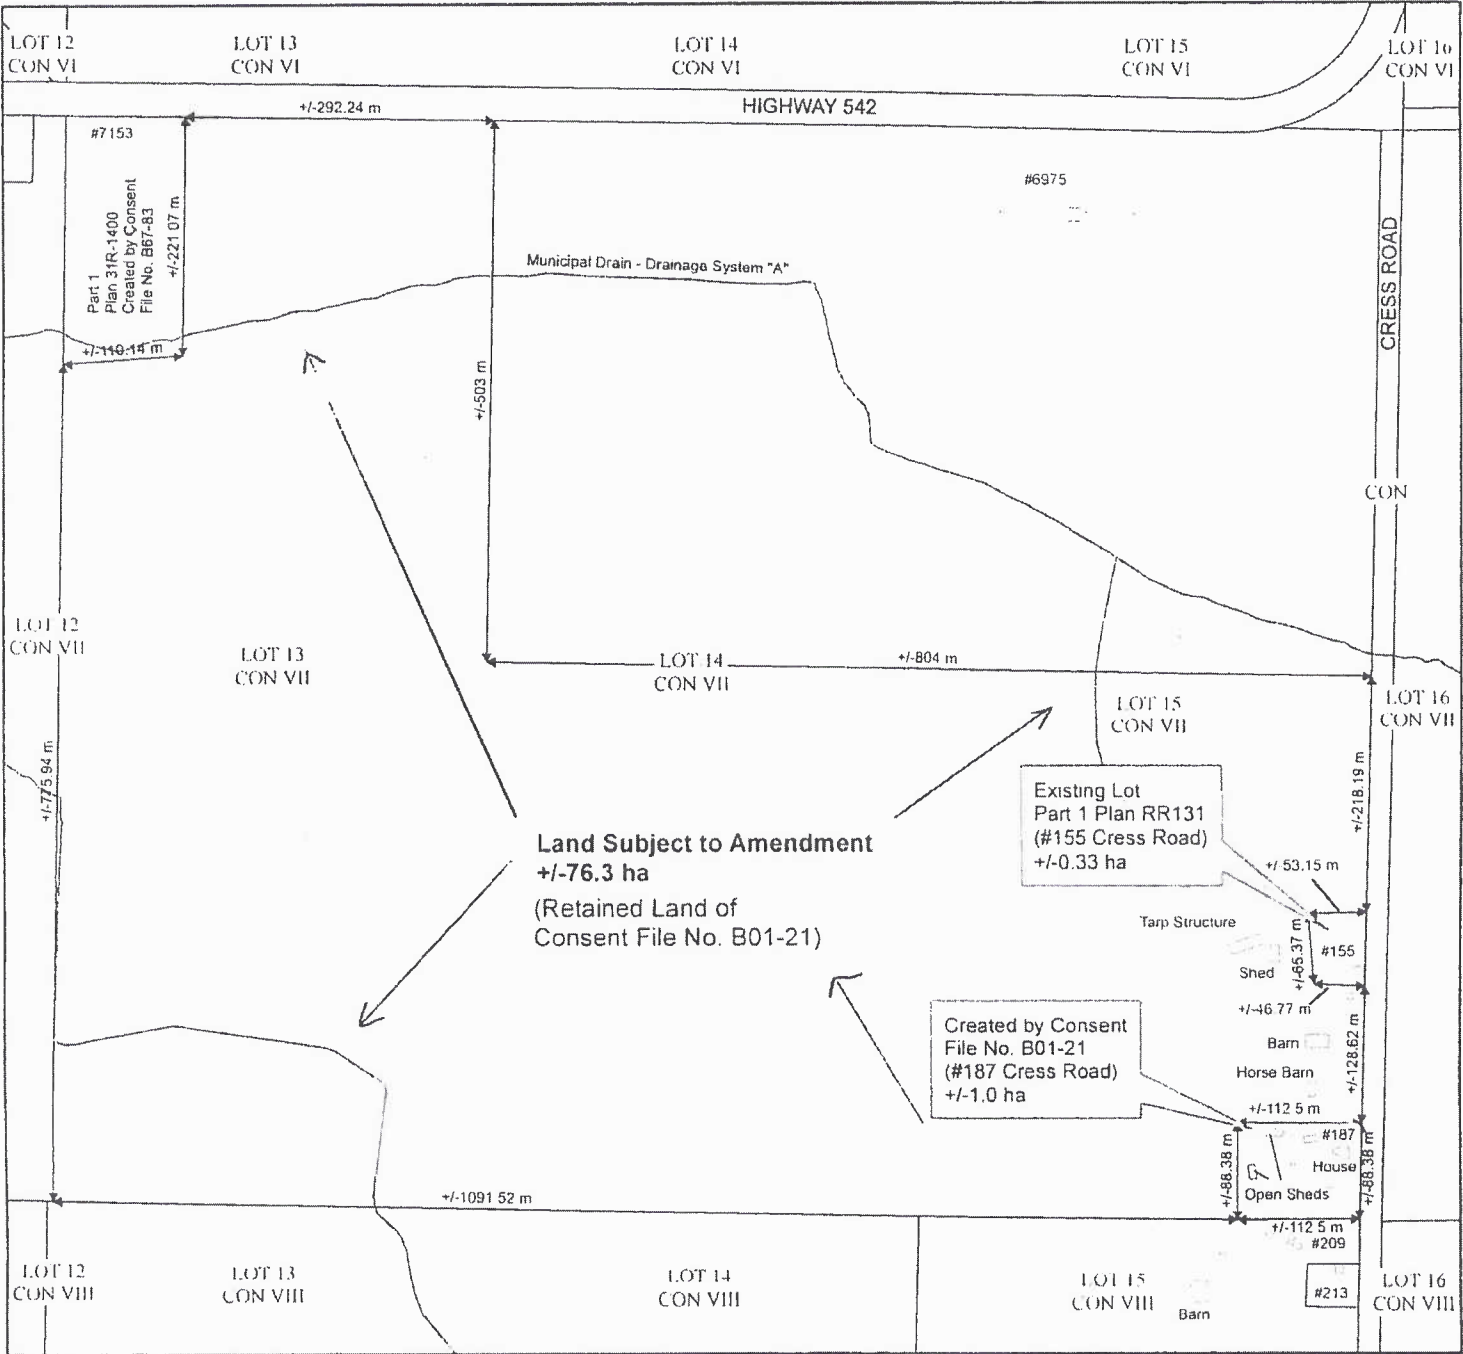 LOT 12
CON VI
LOT 13
CON VI
LOT 14
CON VI
LOT 15
CON VI
LOT 16
CON VI
+/-292.24 m
HIGHWAY 542
#7153
#6975
Part 1
Plan 31R-1400
Created by Consent
File No. B67-83
+/-221.07 m
+/-110.14 m
Municipal Drain - Drainage System "A"
CRESS ROAD
+/-503 m
CON
LOT 12
CON VII
LOT 13
CON VII
LOT 14
CON VII
+/-804 m
LOT 15
CON VII
LOT 16
CON VII
+/-775.94 m
+/-218.19 m
Existing Lot
Part 1 Plan RR131
(#155 Cress Road)
+/-0.33 ha
Land Subject to Amendment
+/-76.3 ha
(Retained Land of
Consent File No. B01-21)
+/-53.15 m
Tarp Structure
+/-65.37 m
#155
Shed
+/-46.77 m
Created by Consent
File No. B01-21
(#187 Cress Road)
+/-1.0 ha
Barn
Horse Barn
+/-128.62 m
+/-112.5 m
#187
House
+/-88.38 m
+/-88.38 m
Open Sheds
+/-1091.52 m
+/-112.5 m
#209
LOT 12
CON VIII
LOT 13
CON VIII
LOT 14
CON VIII
LOT 15
CON VIII
Barn
#213
LOT 16
CON VIII